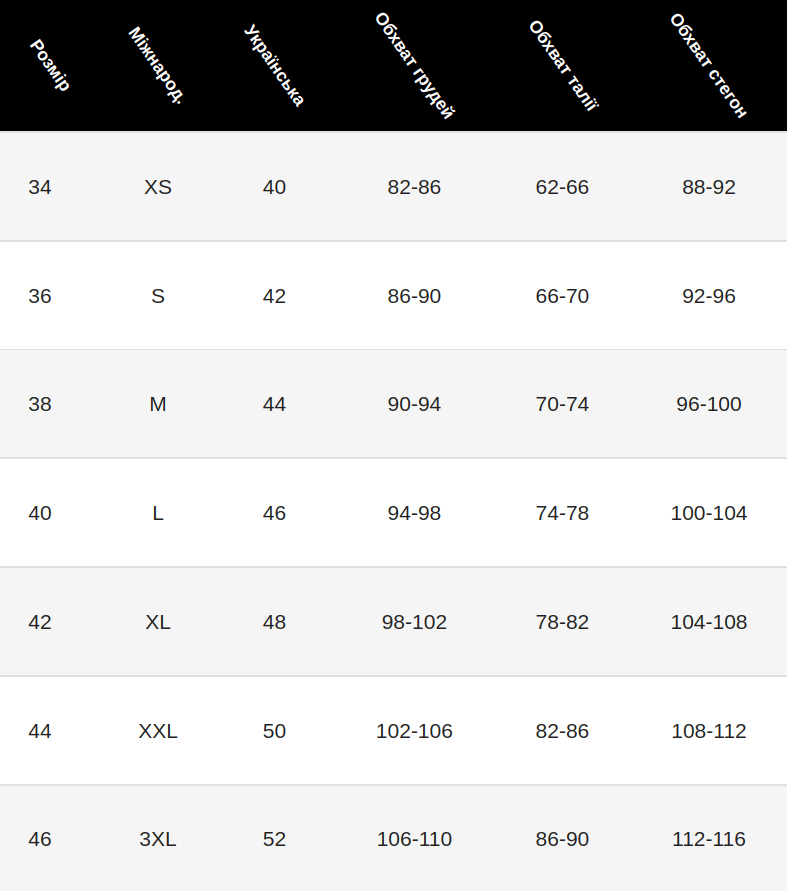 Розмір Міжнарод. Українська Обхват грудей Обхват талії Обхват стегон
34 XS 40 82-86 62-66 88-92
36 S 42 86-90 66-70 92-96
38 M 44 90-94 70-74 96-100
40 L 46 94-98 74-78 100-104
42 XL 48 98-102 78-82 104-108
44 XXL 50 102-106 82-86 108-112
46 3XL 52 106-110 86-90 112-116